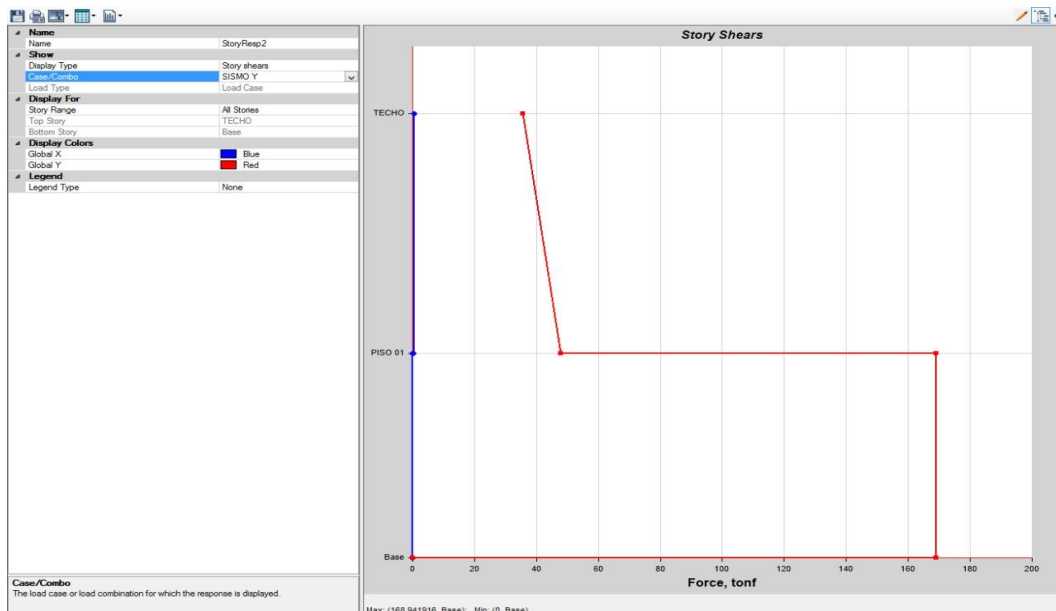 Name
Name StoryResp2
Show
Display Type Story shears
Case/Combo SISMO Y
Load Type Load Case
Display For
Story Range All Stories
Top Story TECHO
Bottom Story Base
Display Colors
Global X Blue
Global Y Red
Legend
Legend Type None
Case/Combo
The load case or load combination for which the response is displayed.
Story Shears
TECHO
PISO 01
Base
0 20 40 60 80 100 120 140 160 180 200
Force, tonf
Max: (168.941916, Base); Min: (0, Base)